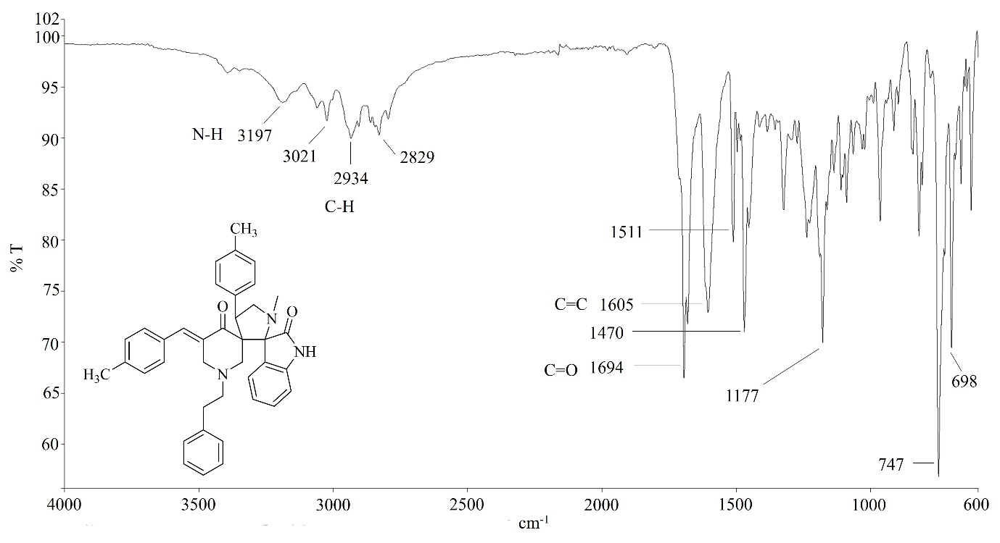 102
100
95
90
85
80
75
70
65
60
% T
N-H 3197
3021
2934
2829
C-H
1511
C=C 1605
1470
C=O 1694
1177
698
747
CH₃
O
N
O
NH
H₃C
N
4000 3500 3000 2500 2000 1500 1000 600
cm⁻¹